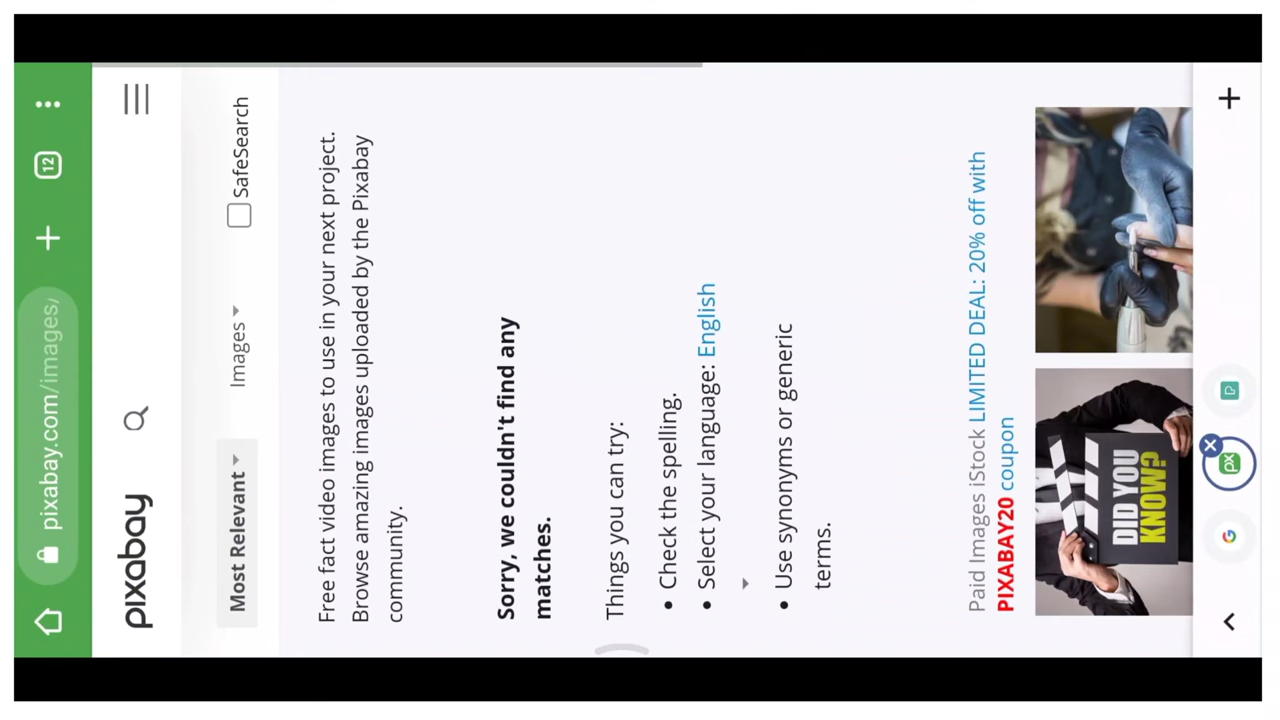 12
pixabay.com/images/
pixabay
Most Relevant
Images
SafeSearch
Free fact video images to use in your next project.
Browse amazing images uploaded by the Pixabay
community.
Sorry, we couldn't find any
matches.
Things you can try:
• Check the spelling.
• Select your language: English
• Use synonyms or generic
terms.
Paid Images iStock LIMITED DEAL: 20% off with
PIXABAY20 coupon
DID YOU
KNOW?
G
px